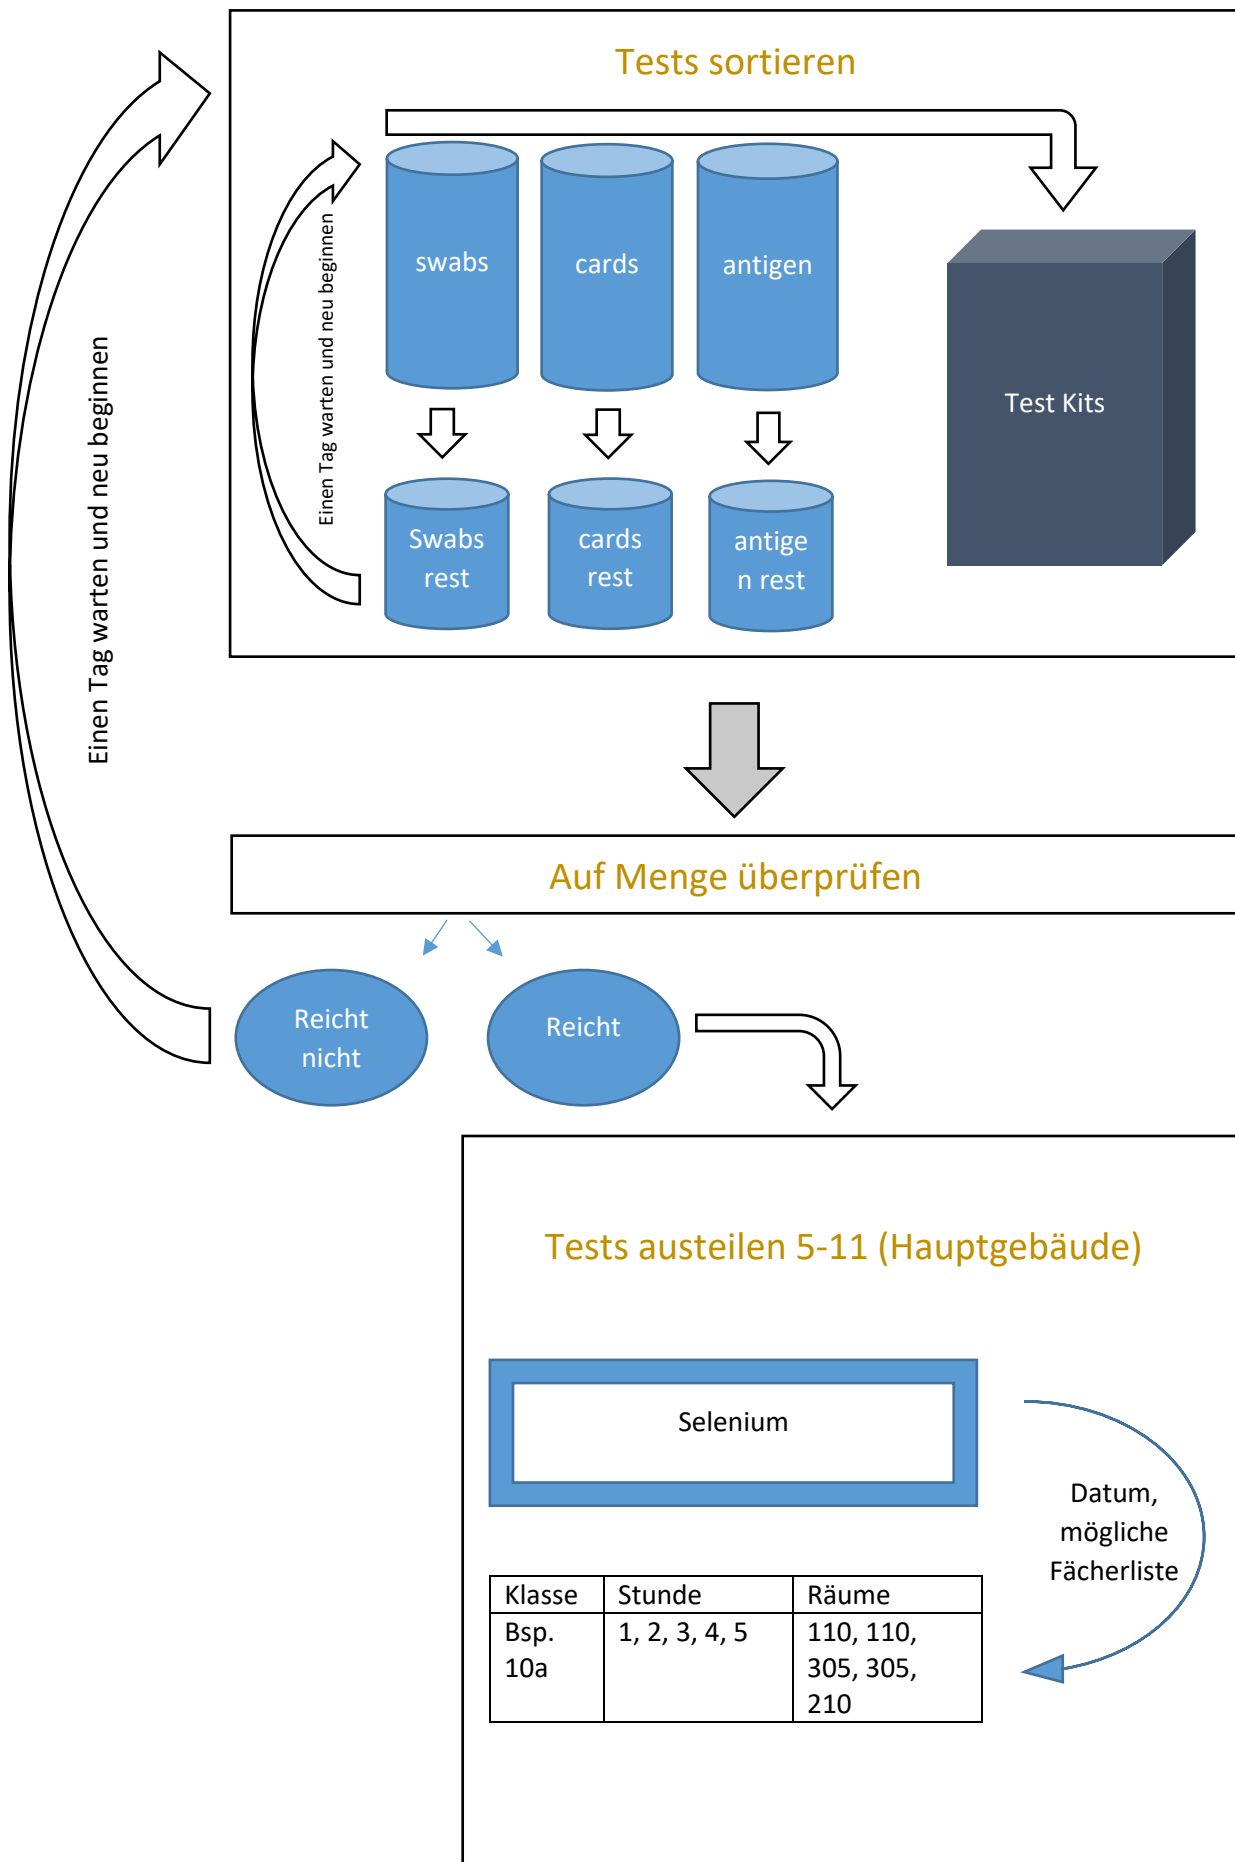 Tests sortieren
Einen Tag warten und neu beginnen
Einen Tag warten und neu beginnen
swabs
cards
antigen
Test Kits
Swabs
rest
cards
rest
antige
n rest
Auf Menge überprüfen
Reicht
nicht
Reicht
Tests austeilen 5-11 (Hauptgebäude)
Selenium
Datum,
mögliche
Fächerliste
Klasse Stunde Räume
Bsp. 1, 2, 3, 4, 5 110, 110,
10a 305, 305,
210